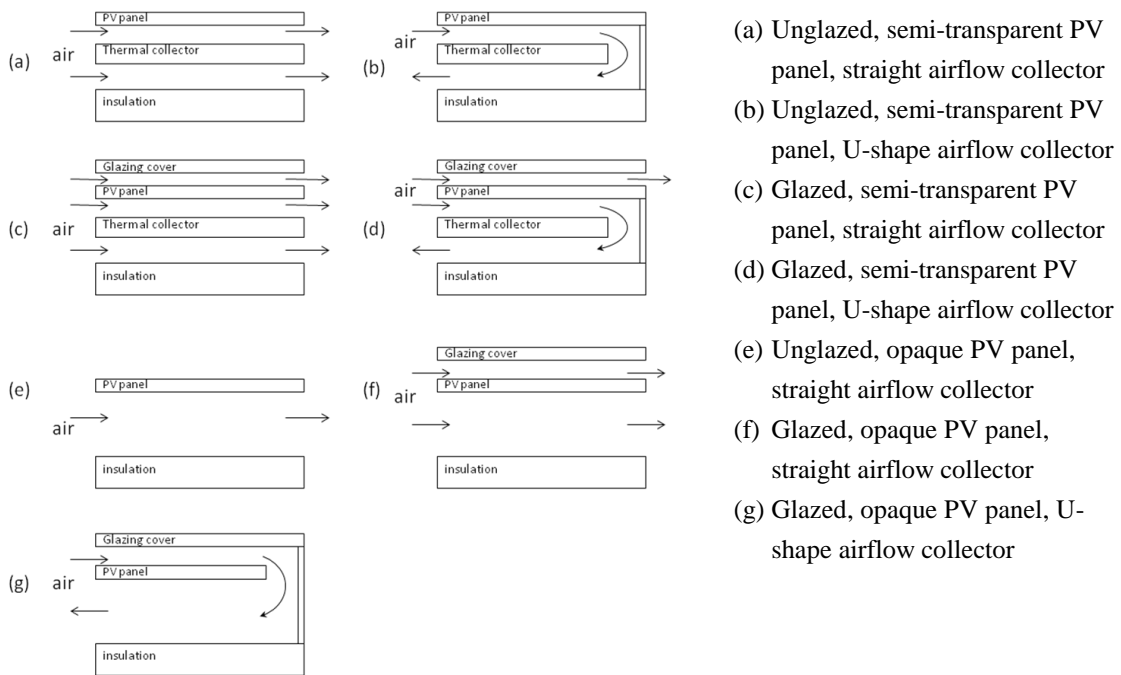 PV panel
air
Thermal collector
(a)
insulation
PV panel
air
Thermal collector
(b)
insulation
Glazing cover
PV panel
air
Thermal collector
(c)
insulation
Glazing cover
air
PV panel
Thermal collector
(d)
insulation
PV panel
(e)
air
insulation
Glazing cover
PV panel
(f)
air
insulation
Glazing cover
PV panel
(g)
air
insulation
(a) Unglazed, semi-transparent PV
panel, straight airflow collector
(b) Unglazed, semi-transparent PV
panel, U-shape airflow collector
(c) Glazed, semi-transparent PV
panel, straight airflow collector
(d) Glazed, semi-transparent PV
panel, U-shape airflow collector
(e) Unglazed, opaque PV panel,
straight airflow collector
(f) Glazed, opaque PV panel,
straight airflow collector
(g) Glazed, opaque PV panel, U-
shape airflow collector